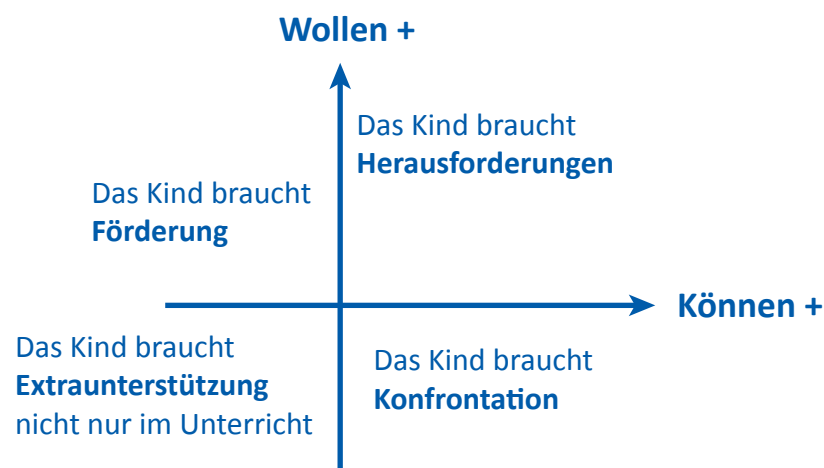 Wollen +
Das Kind braucht
Herausforderungen
Das Kind braucht
Förderung
Können +
Das Kind braucht
Extraunterstützung
nicht nur im Unterricht
Das Kind braucht
Konfrontation